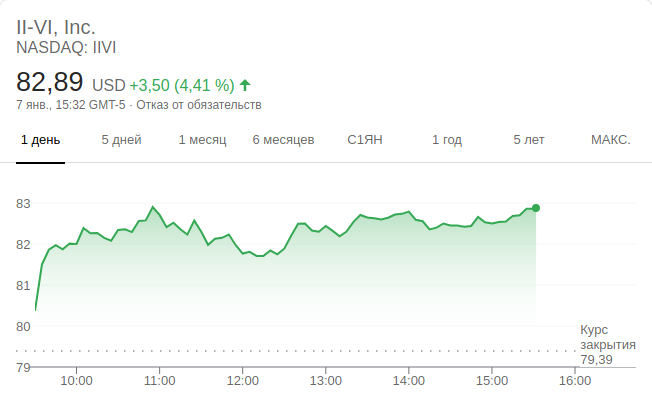 II-VI, Inc.
NASDAQ: IIVI
82,89 USD +3,50 (4,41 %)
7 янв., 15:32 GMT-5 · Отказ от обязательств
1 день 5 дней 1 месяц 6 месяцев С1ЯН 1 год 5 лет МАКС.
83
82
81
80
79
Курс
закрытия
79,39
10:00 11:00 12:00 13:00 14:00 15:00 16:00